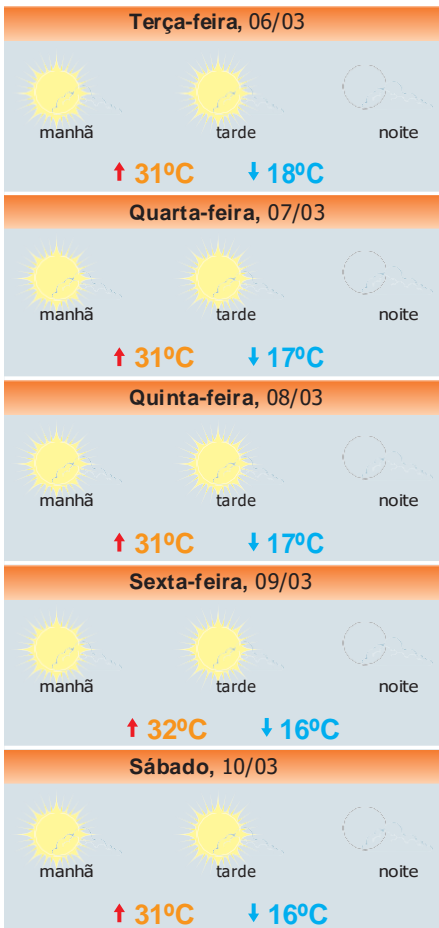 Terça-feira, 06/03
manhã tarde noite
31ºC 18ºC
Quarta-feira, 07/03
manhã tarde noite
31ºC 17ºC
Quinta-feira, 08/03
manhã tarde noite
31ºC 17ºC
Sexta-feira, 09/03
manhã tarde noite
32ºC 16ºC
Sábado, 10/03
manhã tarde noite
31ºC 16ºC